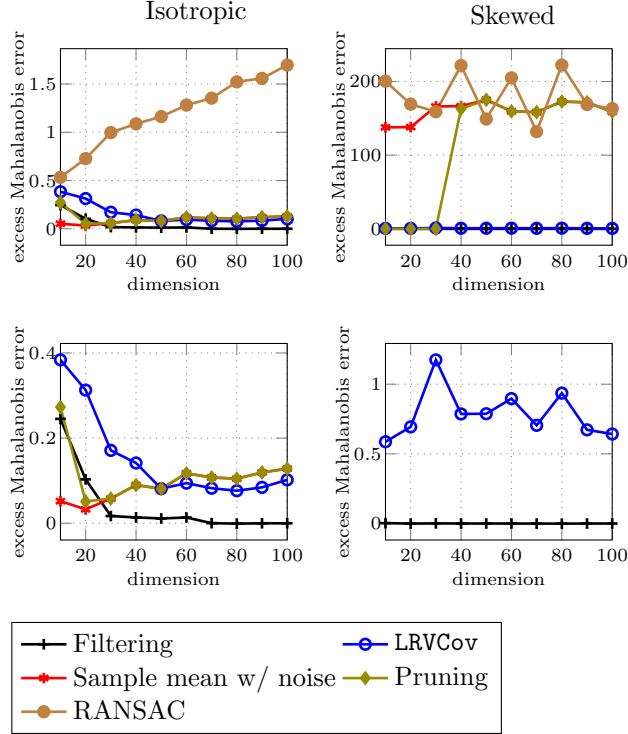 Isotropic
Skewed
excess Mahalanobis error
1.5
1
0.5
0
20 40 60 80 100
dimension
excess Mahalanobis error
200
100
0
20 40 60 80 100
dimension
excess Mahalanobis error
0.4
0.2
0
20 40 60 80 100
dimension
excess Mahalanobis error
1
0.5
0
20 40 60 80 100
dimension
Filtering
LRVCov
Sample mean w/ noise
Pruning
RANSAC